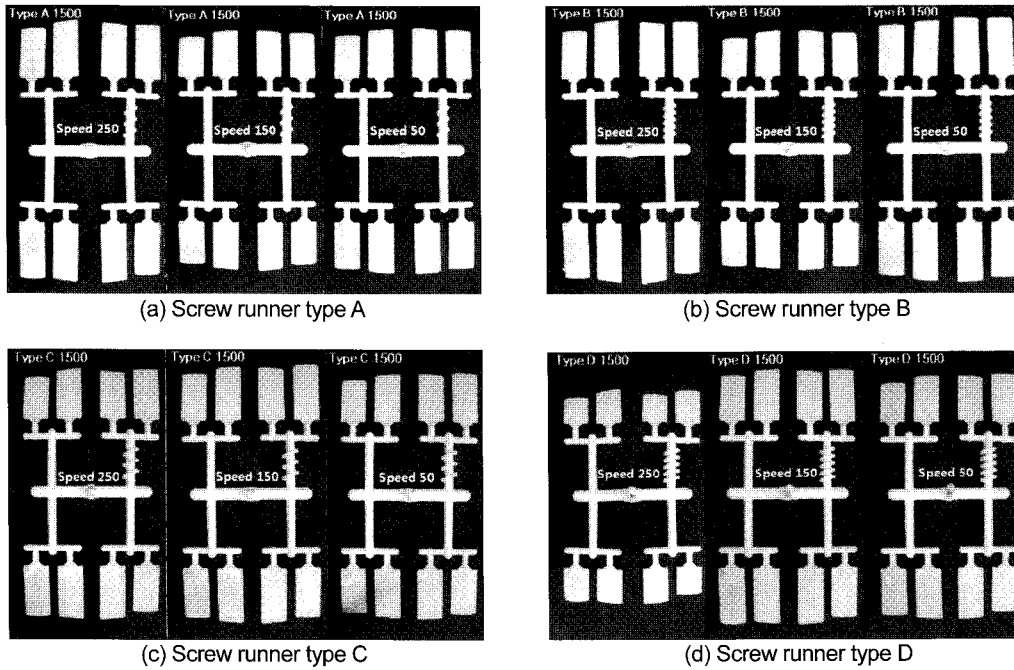 Type A 1500 Type A 1500 Type A 1500
Speed 250 Speed 150 Speed 50
(a) Screw runner type A
Type B 1500 Type B 1500 Type B 1500
Speed 250 Speed 150 Speed 50
(b) Screw runner type B
Type C 1500 Type C 1500 Type C 1500
Speed 250 Speed 150 Speed 50
(c) Screw runner type C
Type D 1500 Type D 1500 Type D 1500
Speed 250 Speed 150 Speed 50
(d) Screw runner type D